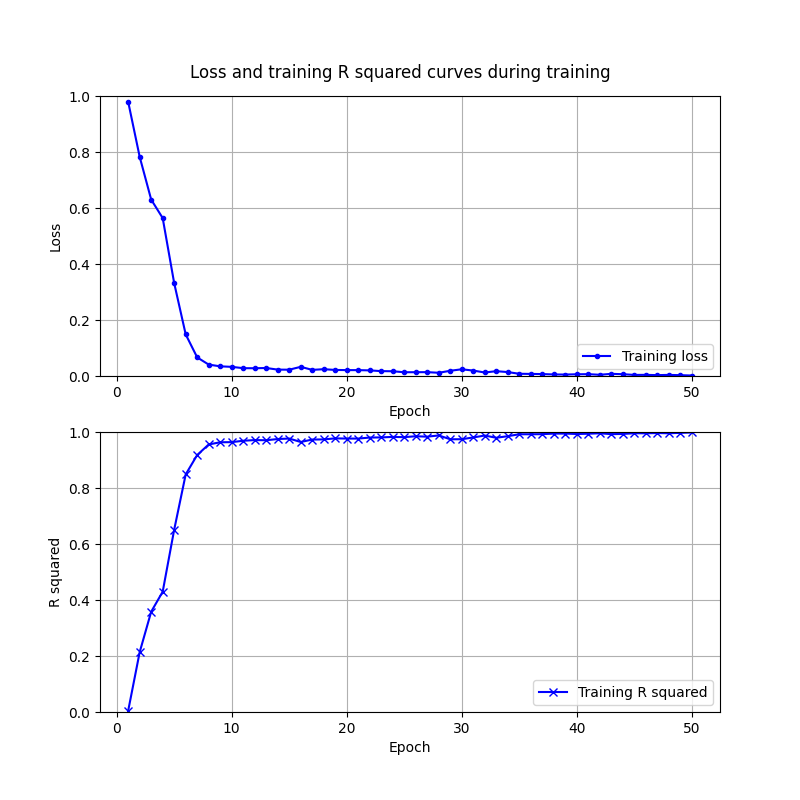 Loss and training R squared curves during training
1.0
0.8
0.6
0.4
0.2
0.0
Loss
Training loss
0 10 20 30 40 50
Epoch
1.0
0.8
0.6
0.4
0.2
0.0
R squared
Training R squared
0 10 20 30 40 50
Epoch